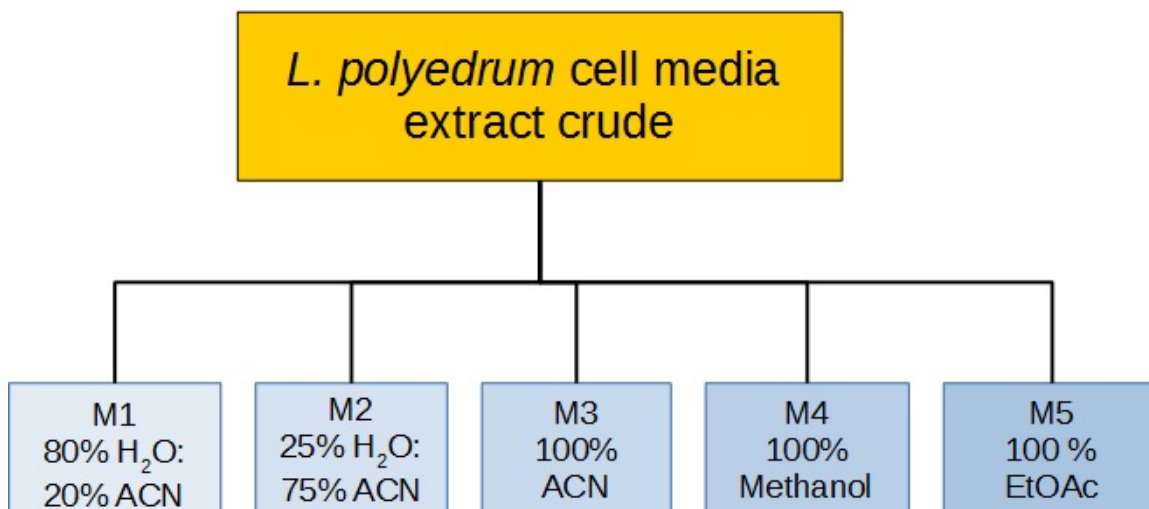 L. polyedrum cell media
extract crude
M1
80% H₂O:
20% ACN
M2
25% H₂O:
75% ACN
M3
100%
ACN
M4
100%
Methanol
M5
100 %
EtOAc